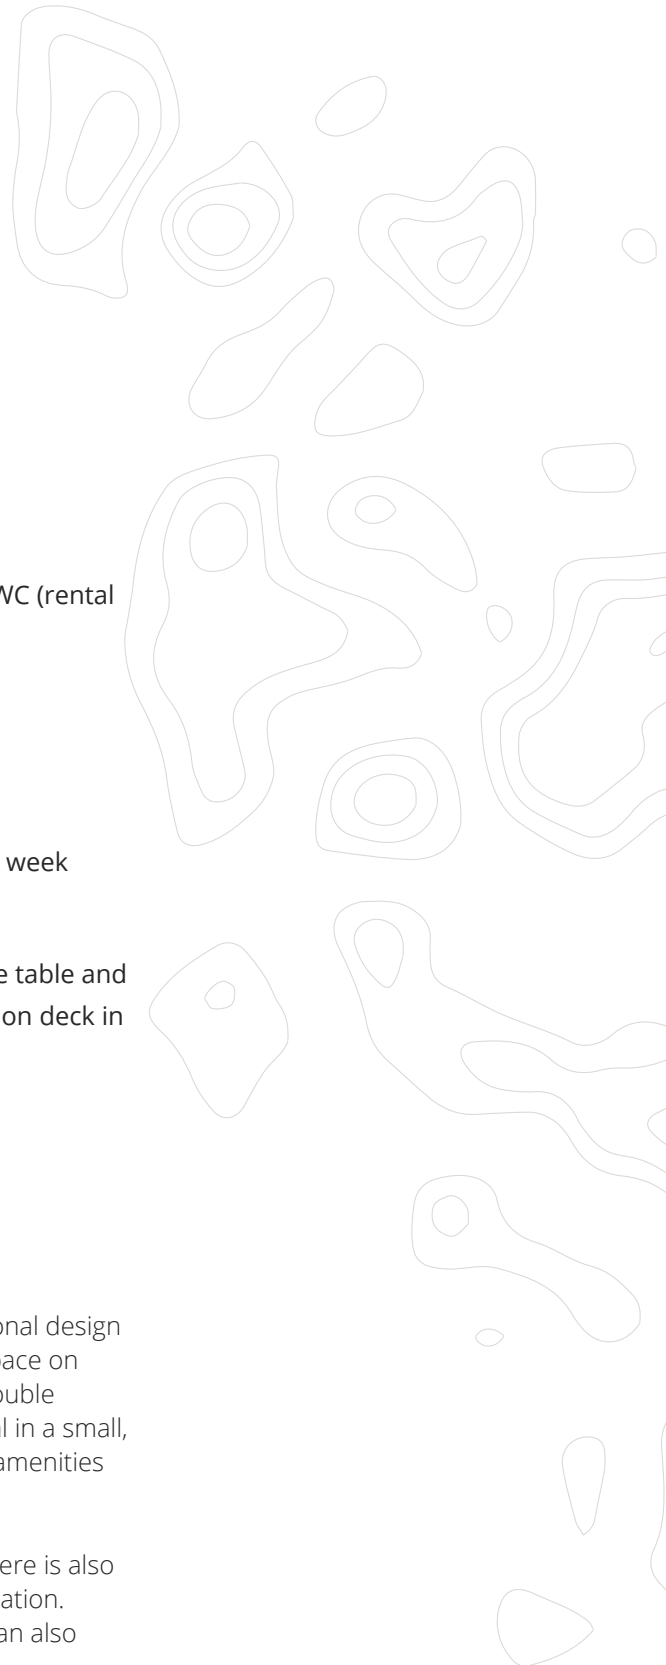 WC (rental
week
e table and
on deck in
onal design
pace on
ouble
l in a small,
amenities
ere is also
ation.
an also